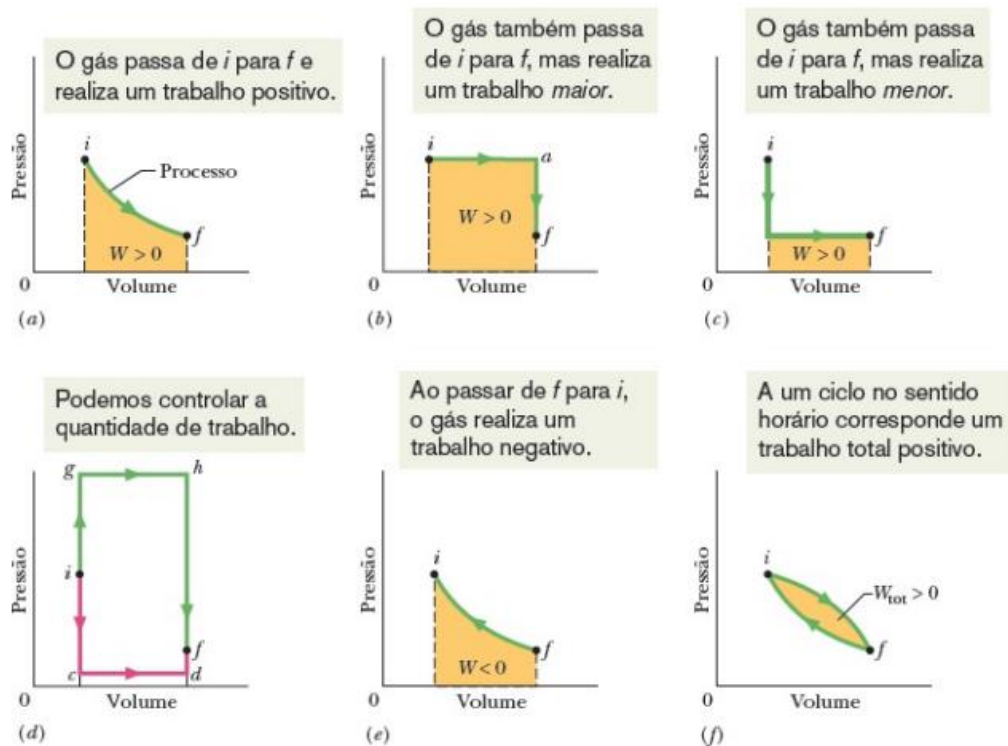 O gás passa de i para f e
realiza um trabalho positivo.
Pressão
i
Processo
f
W > 0
0
Volume
(a)
O gás também passa
de i para f, mas realiza
um trabalho maior.
Pressão
i
a
W > 0
f
0
Volume
(b)
O gás também passa
de i para f, mas realiza
um trabalho menor.
Pressão
i
f
W > 0
0
Volume
(c)
Podemos controlar a
quantidade de trabalho.
Pressão
g
h
i
f
c
d
0
Volume
(d)
Ao passar de f para i,
o gás realiza um
trabalho negativo.
Pressão
i
f
W < 0
0
Volume
(e)
A um ciclo no sentido
horário corresponde um
trabalho total positivo.
Pressão
i
Wtot > 0
f
0
Volume
(f)